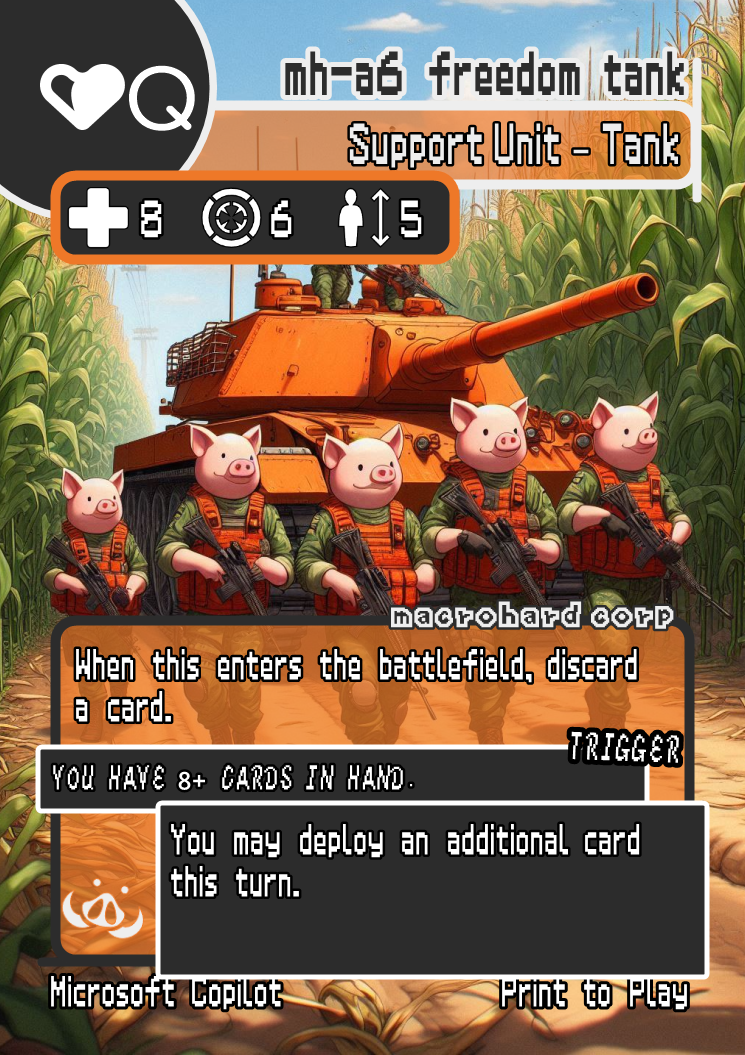 Q
mh-a6 freedom tank
Support Unit - Tank
8 6 5
macrohard corp
When this enters the battlefield, discard
a card.
TRIGGER
YOU HAVE 8+ CARDS IN HAND.
You may deploy an additional card
this turn.
Microsoft Copilot
Print to Play